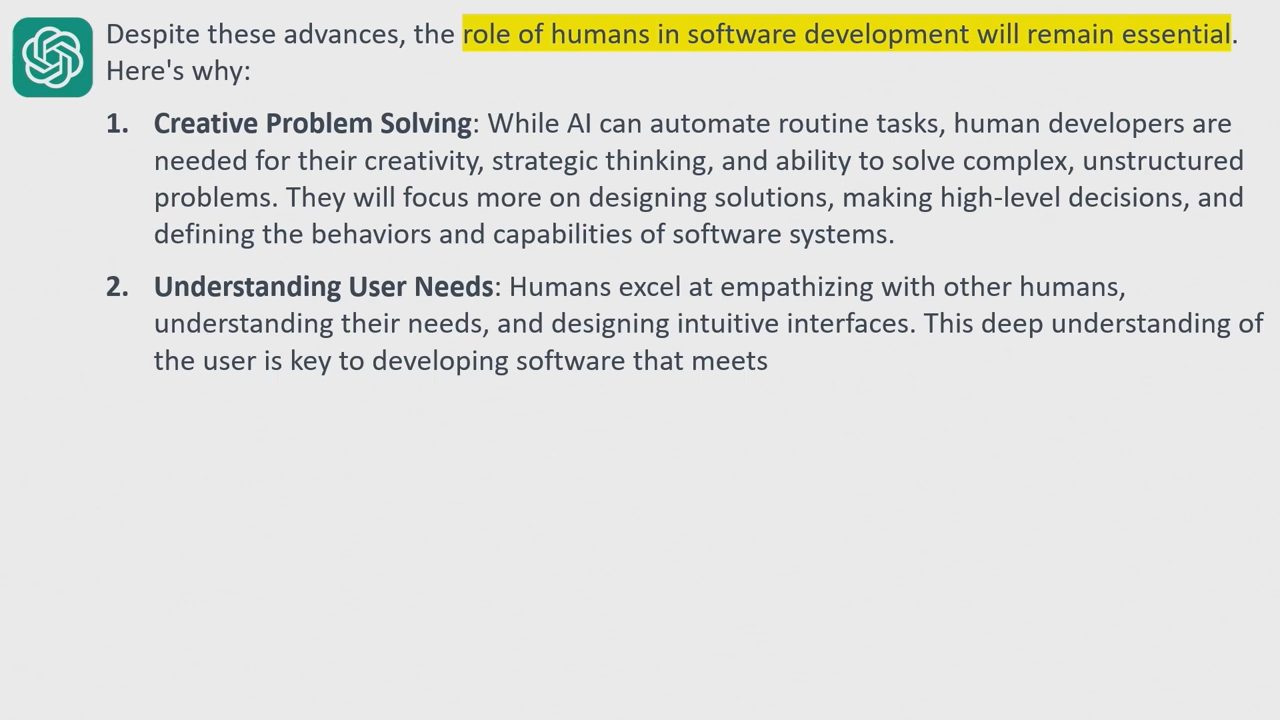 Despite these advances, the role of humans in software development will remain essential.
Here's why:
1. Creative Problem Solving: While AI can automate routine tasks, human developers are
needed for their creativity, strategic thinking, and ability to solve complex, unstructured
problems. They will focus more on designing solutions, making high-level decisions, and
defining the behaviors and capabilities of software systems.
2. Understanding User Needs: Humans excel at empathizing with other humans,
understanding their needs, and designing intuitive interfaces. This deep understanding of
the user is key to developing software that meets